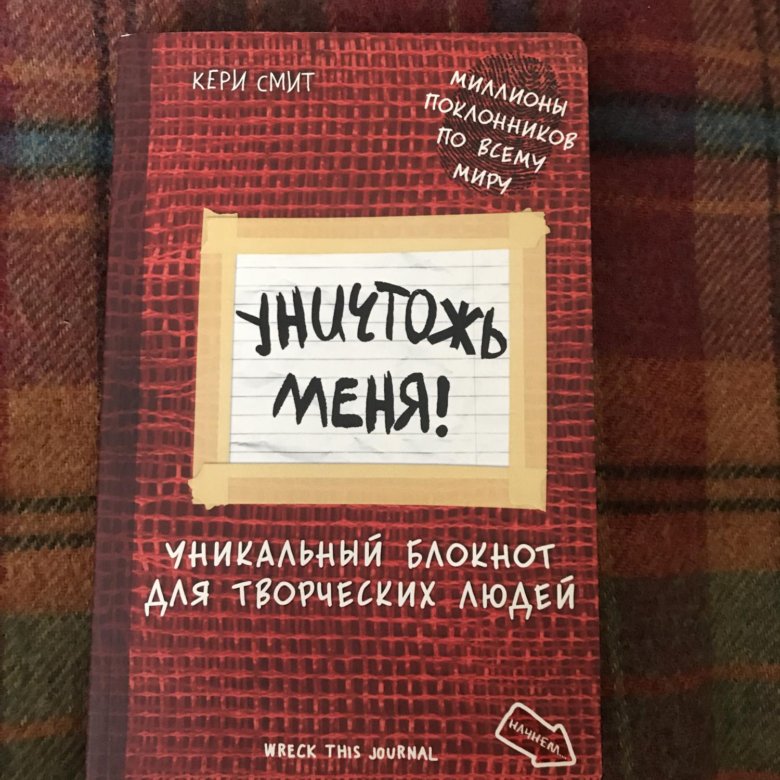 КЕРИ СМИТ
МИЛЛИОНЫ
ПОКЛОННИКОВ
ПО ВСЕМУ
МИРУ
УНИЧТОЖЬ
МЕНЯ!
УНИКАЛЬНЫЙ БЛОКНОТ
ДЛЯ ТВОРЧЕСКИХ ЛЮДЕЙ
НАЧНЕМ...
WRECK THIS JOURNAL